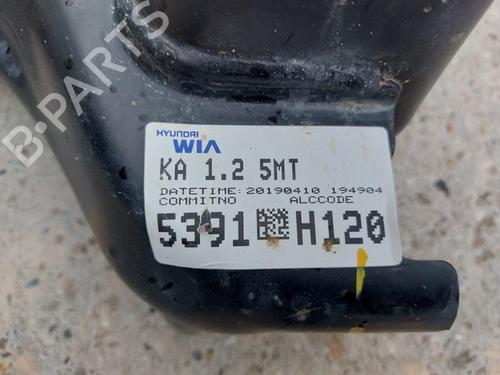 B-PARTS
HYUNDAI
WIA
KA 1.2 5MT
DATETIME:20190410 194904
COMMITNO ALCCODE
5391 H120